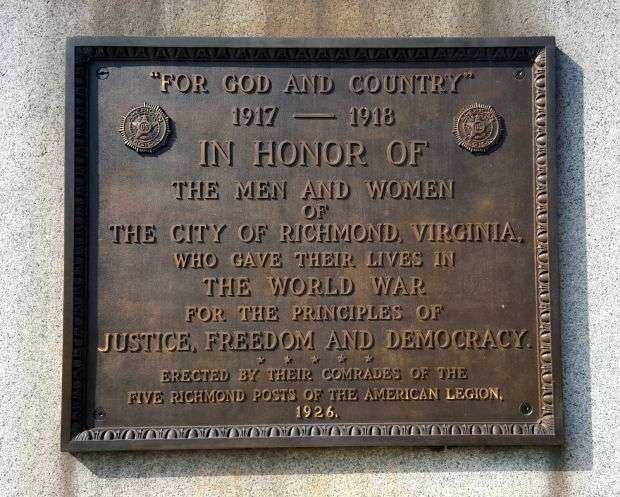 "FOR GOD AND COUNTRY"
1917 — 1918
IN HONOR OF
THE MEN AND WOMEN
OF
THE CITY OF RICHMOND, VIRGINIA,
WHO GAVE THEIR LIVES IN
THE WORLD WAR
FOR THE PRINCIPLES OF
JUSTICE, FREEDOM AND DEMOCRACY.
* * * * *
ERECTED BY THEIR COMRADES OF THE
FIVE RICHMOND POSTS OF THE AMERICAN LEGION,
1926.